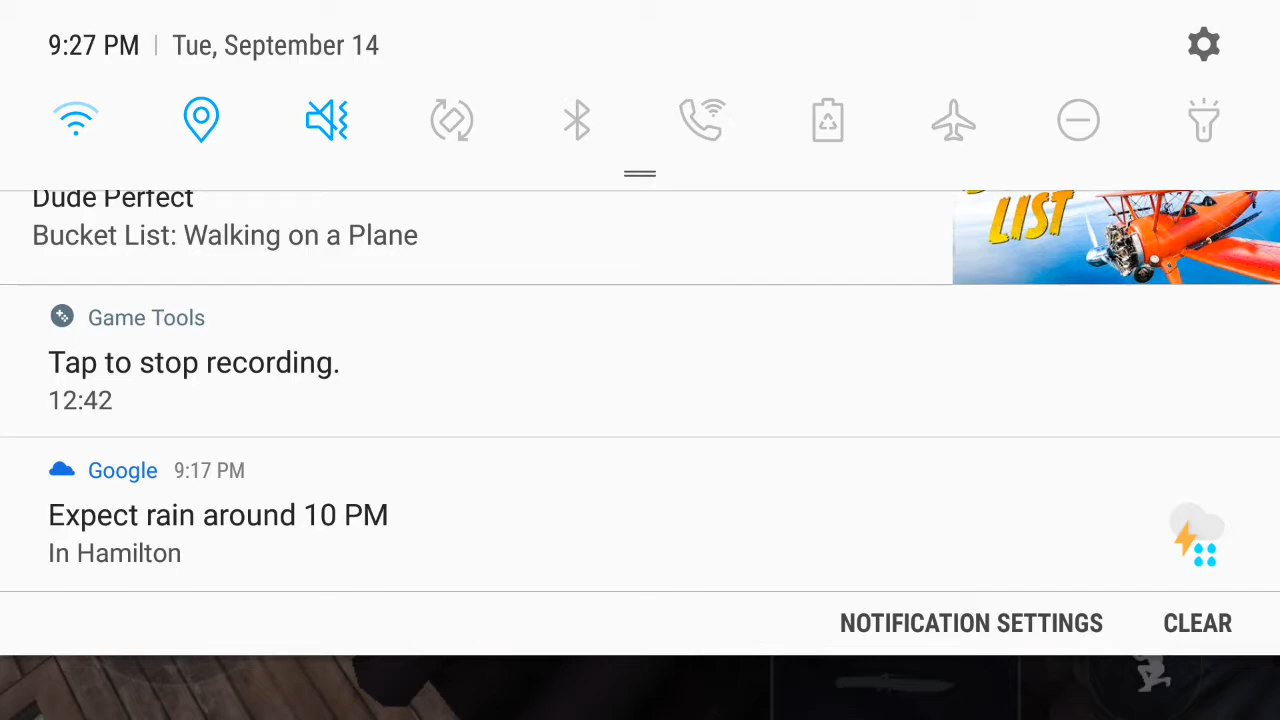 9:27 PM | Tue, September 14
Dude Perfect
Bucket List: Walking on a Plane
LIST
Game Tools
Tap to stop recording.
12:42
Google 9:17 PM
Expect rain around 10 PM
In Hamilton
NOTIFICATION SETTINGS CLEAR